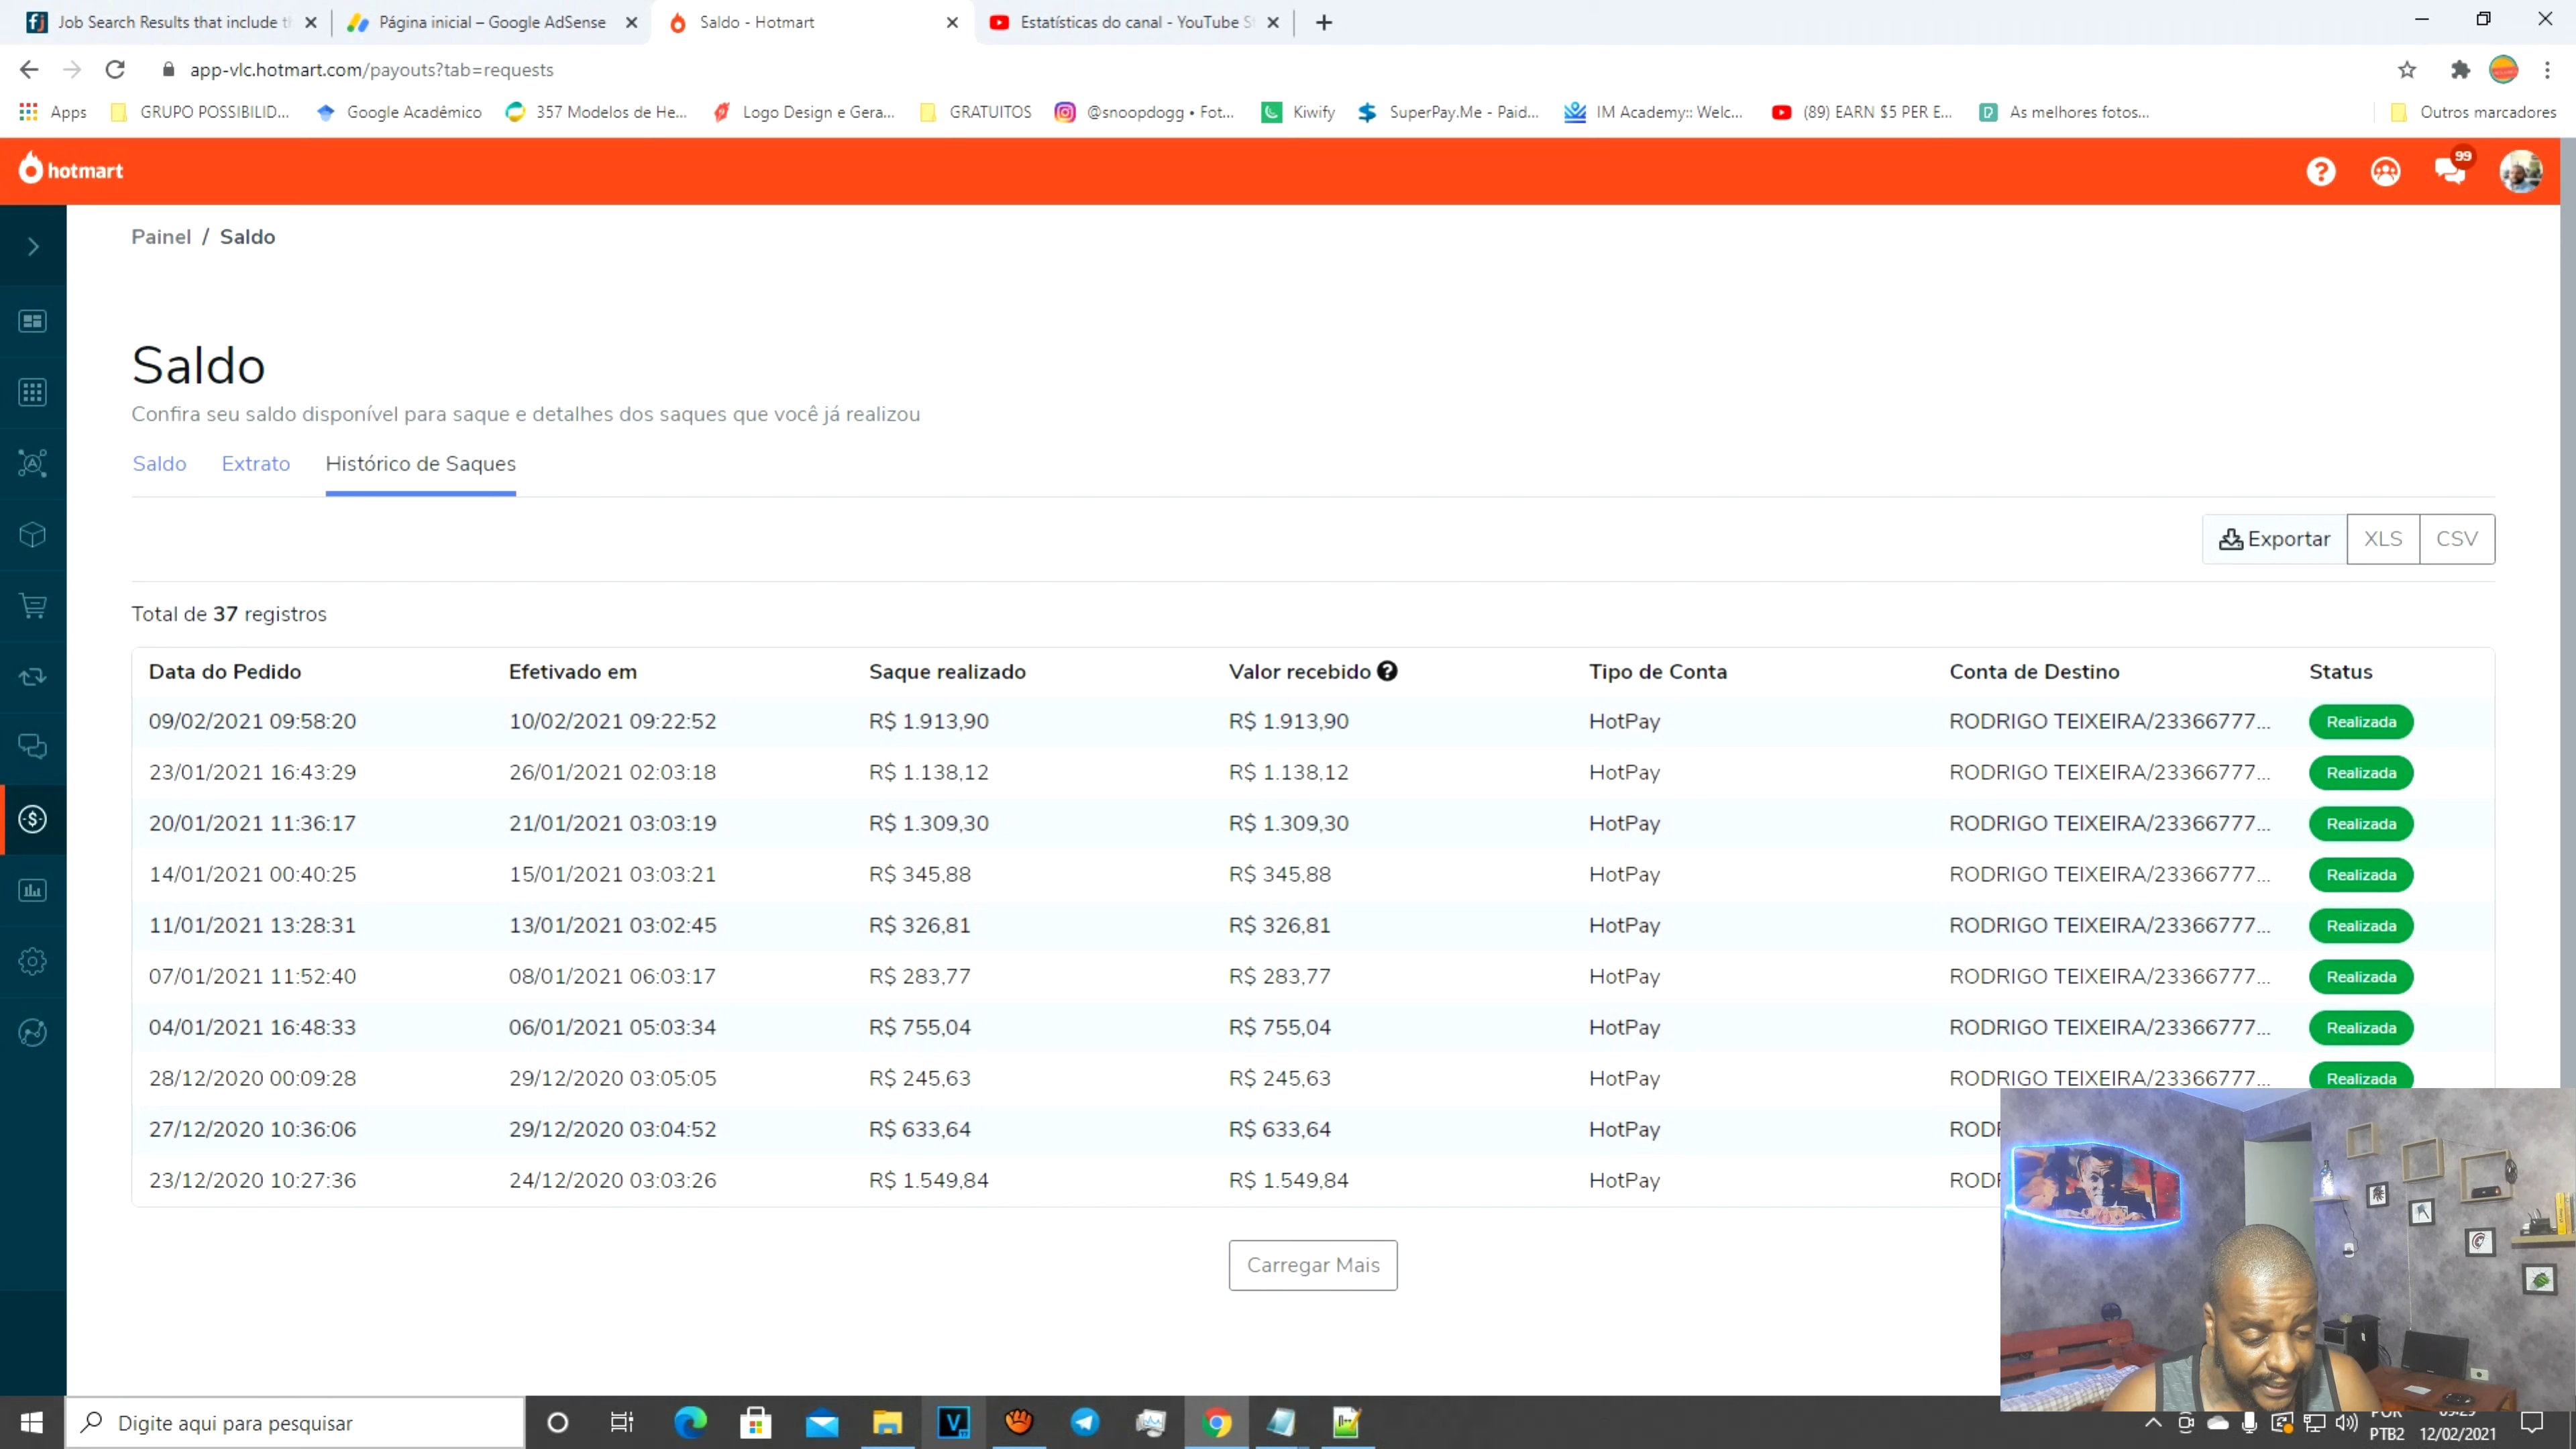 Job Search Results that include t
Página inicial – Google AdSense
Saldo - Hotmart
Estatísticas do canal - YouTube S
app-vlc.hotmart.com/payouts?tab=requests
Apps
GRUPO POSSIBILID...
Google Acadêmico
357 Modelos de He...
Logo Design e Gera...
GRATUITOS
@snoopdogg • Fot...
Kiwify
SuperPay.Me - Paid...
IM Academy:: Welc...
(89) EARN $5 PER E...
As melhores fotos...
Outros marcadores
hotmart
99
Painel / Saldo
Saldo
Confira seu saldo disponível para saque e detalhes dos saques que você já realizou
Saldo Extrato Histórico de Saques
Exportar XLS CSV
Total de 37 registros
Data do Pedido Efetivado em Saque realizado Valor recebido Tipo de Conta Conta de Destino Status
09/02/2021 09:58:20 10/02/2021 09:22:52 R$ 1.913,90 R$ 1.913,90 HotPay RODRIGO TEIXEIRA/23366777... Realizada
23/01/2021 16:43:29 26/01/2021 02:03:18 R$ 1.138,12 R$ 1.138,12 HotPay RODRIGO TEIXEIRA/23366777... Realizada
20/01/2021 11:36:17 21/01/2021 03:03:19 R$ 1.309,30 R$ 1.309,30 HotPay RODRIGO TEIXEIRA/23366777... Realizada
14/01/2021 00:40:25 15/01/2021 03:03:21 R$ 345,88 R$ 345,88 HotPay RODRIGO TEIXEIRA/23366777... Realizada
11/01/2021 13:28:31 13/01/2021 03:02:45 R$ 326,81 R$ 326,81 HotPay RODRIGO TEIXEIRA/23366777... Realizada
07/01/2021 11:52:40 08/01/2021 06:03:17 R$ 283,77 R$ 283,77 HotPay RODRIGO TEIXEIRA/23366777... Realizada
04/01/2021 16:48:33 06/01/2021 05:03:34 R$ 755,04 R$ 755,04 HotPay RODRIGO TEIXEIRA/23366777... Realizada
28/12/2020 00:09:28 29/12/2020 03:05:05 R$ 245,63 R$ 245,63 HotPay RODRIGO TEIXEIRA/23366777... Realizada
27/12/2020 10:36:06 29/12/2020 03:04:52 R$ 633,64 R$ 633,64 HotPay
23/12/2020 10:27:36 24/12/2020 03:03:26 R$ 1.549,84 R$ 1.549,84 HotPay
Carregar Mais
Digite aqui para pesquisar
POR
PTB2 12/02/2021